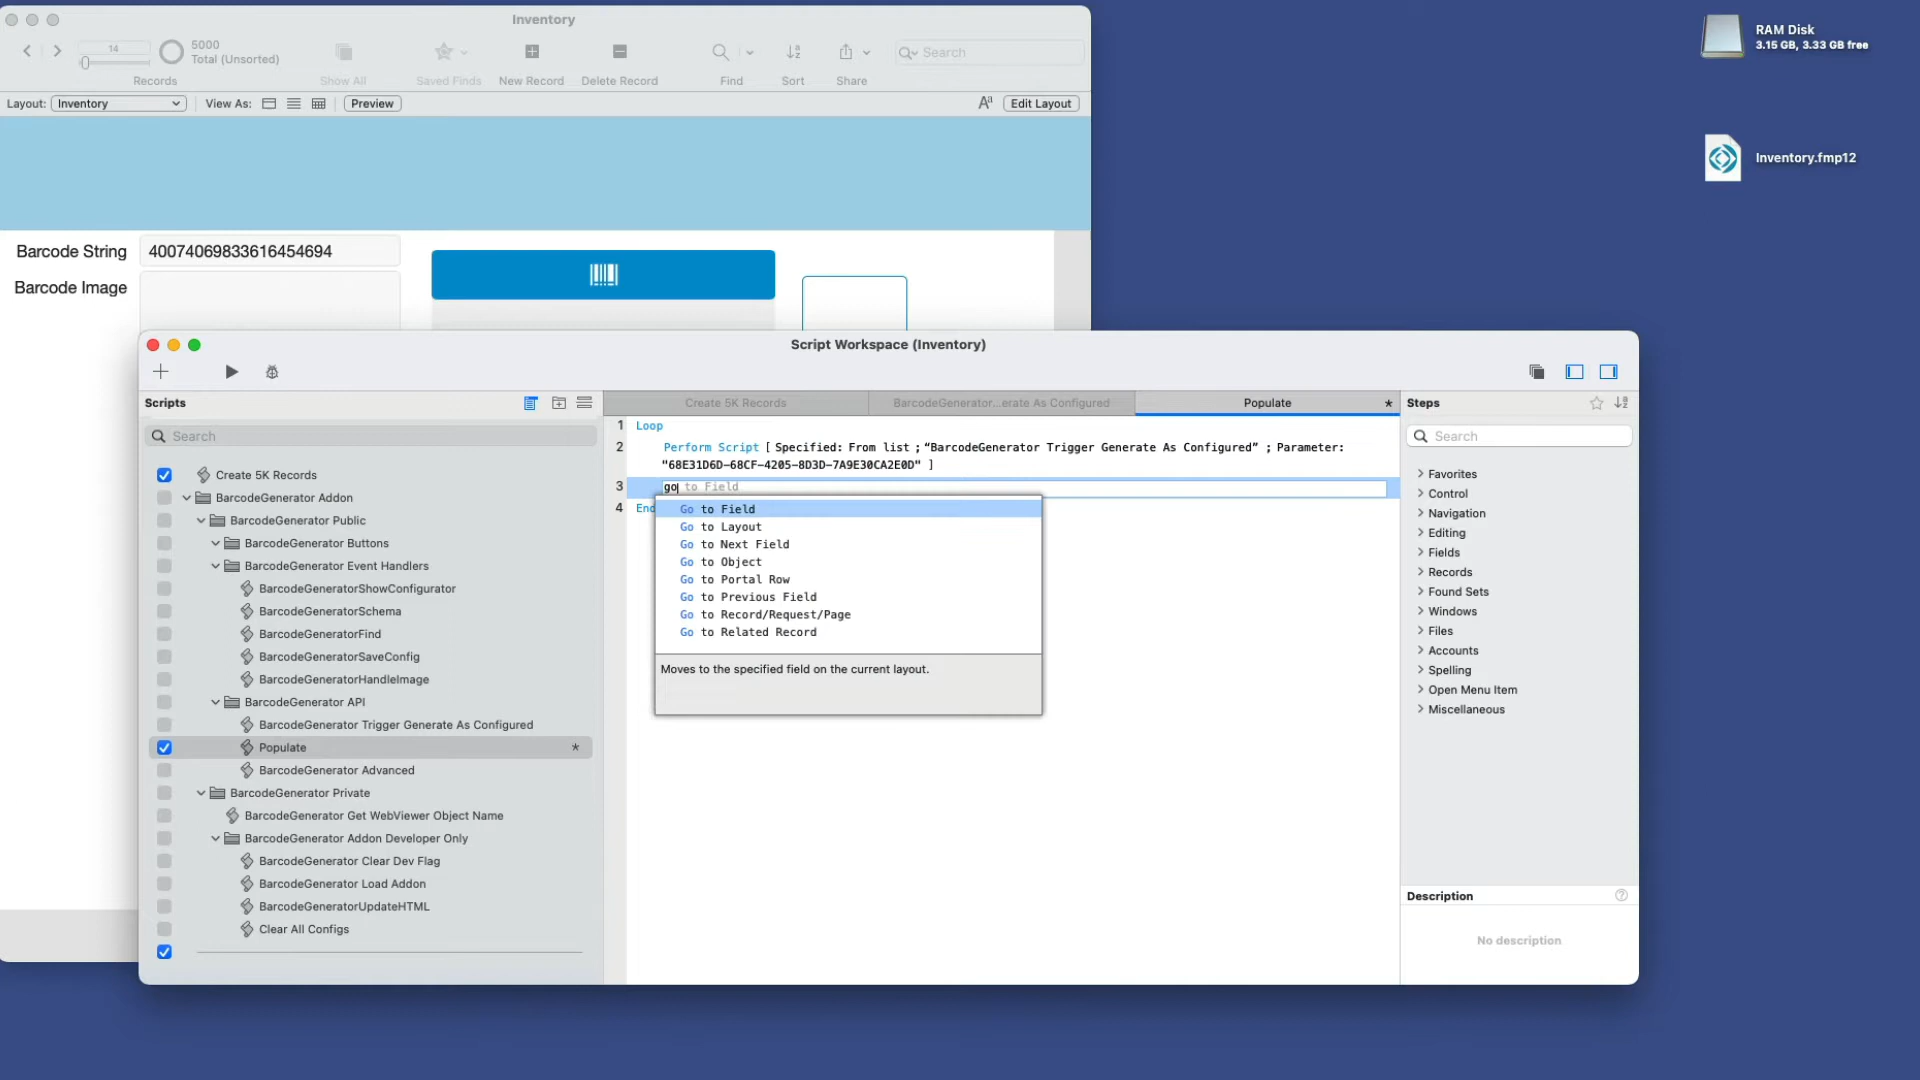 Inventory
14
5000
Total (Unsorted)
Records
Show All
Saved Finds
New Record
Delete Record
Find
Sort
Share
Search
Layout: Inventory
View As:
Preview
Aa
Edit Layout
RAM Disk
3.15 GB, 3.33 GB free
Inventory.fmp12
Barcode String
40074069833616454694
Barcode Image
Script Workspace (Inventory)
Scripts
Search
Create 5K Records
BarcodeGenerator Addon
BarcodeGenerator Public
BarcodeGenerator Buttons
BarcodeGenerator Event Handlers
BarcodeGeneratorShowConfigurator
BarcodeGeneratorSchema
BarcodeGeneratorFind
BarcodeGeneratorSaveConfig
BarcodeGeneratorHandleImage
BarcodeGenerator API
BarcodeGenerator Trigger Generate As Configured
Populate *
BarcodeGenerator Advanced
BarcodeGenerator Private
BarcodeGenerator Get WebViewer Object Name
BarcodeGenerator Addon Developer Only
BarcodeGenerator Clear Dev Flag
BarcodeGenerator Load Addon
BarcodeGeneratorUpdateHTML
Clear All Configs
Create 5K Records
BarcodeGenerator...erate As Configured
Populate *
1 Loop
2 Perform Script [ Specified: From list ; “BarcodeGenerator Trigger Generate As Configured” ; Parameter:
"68E31D6D-68CF-4205-8D3D-7A9E30CA2E0D" ]
3 go to Field
4 End
Go to Field
Go to Layout
Go to Next Field
Go to Object
Go to Portal Row
Go to Previous Field
Go to Record/Request/Page
Go to Related Record
Moves to the specified field on the current layout.
Steps
Search
Favorites
Control
Navigation
Editing
Fields
Records
Found Sets
Windows
Files
Accounts
Spelling
Open Menu Item
Miscellaneous
Description
No description